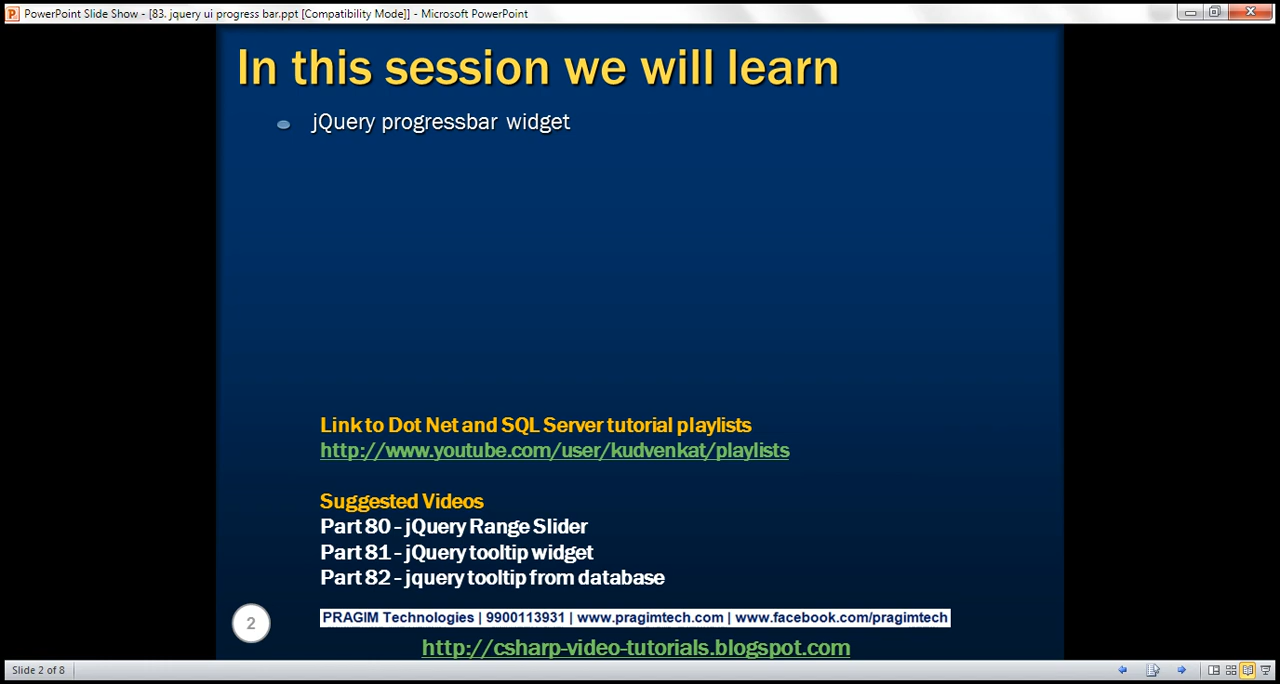 PowerPoint Slide Show - [83. jquery ui progress bar.ppt [Compatibility Mode]] - Microsoft PowerPoint
In this session we will learn
jQuery progressbar widget
Link to Dot Net and SQL Server tutorial playlists
http://www.youtube.com/user/kudvenkat/playlists
Suggested Videos
Part 80 - jQuery Range Slider
Part 81 - jQuery tooltip widget
Part 82 - jquery tooltip from database
2
PRAGIM Technologies | 9900113931 | www.pragimtech.com | www.facebook.com/pragimtech
http://csharp-video-tutorials.blogspot.com
Slide 2 of 8